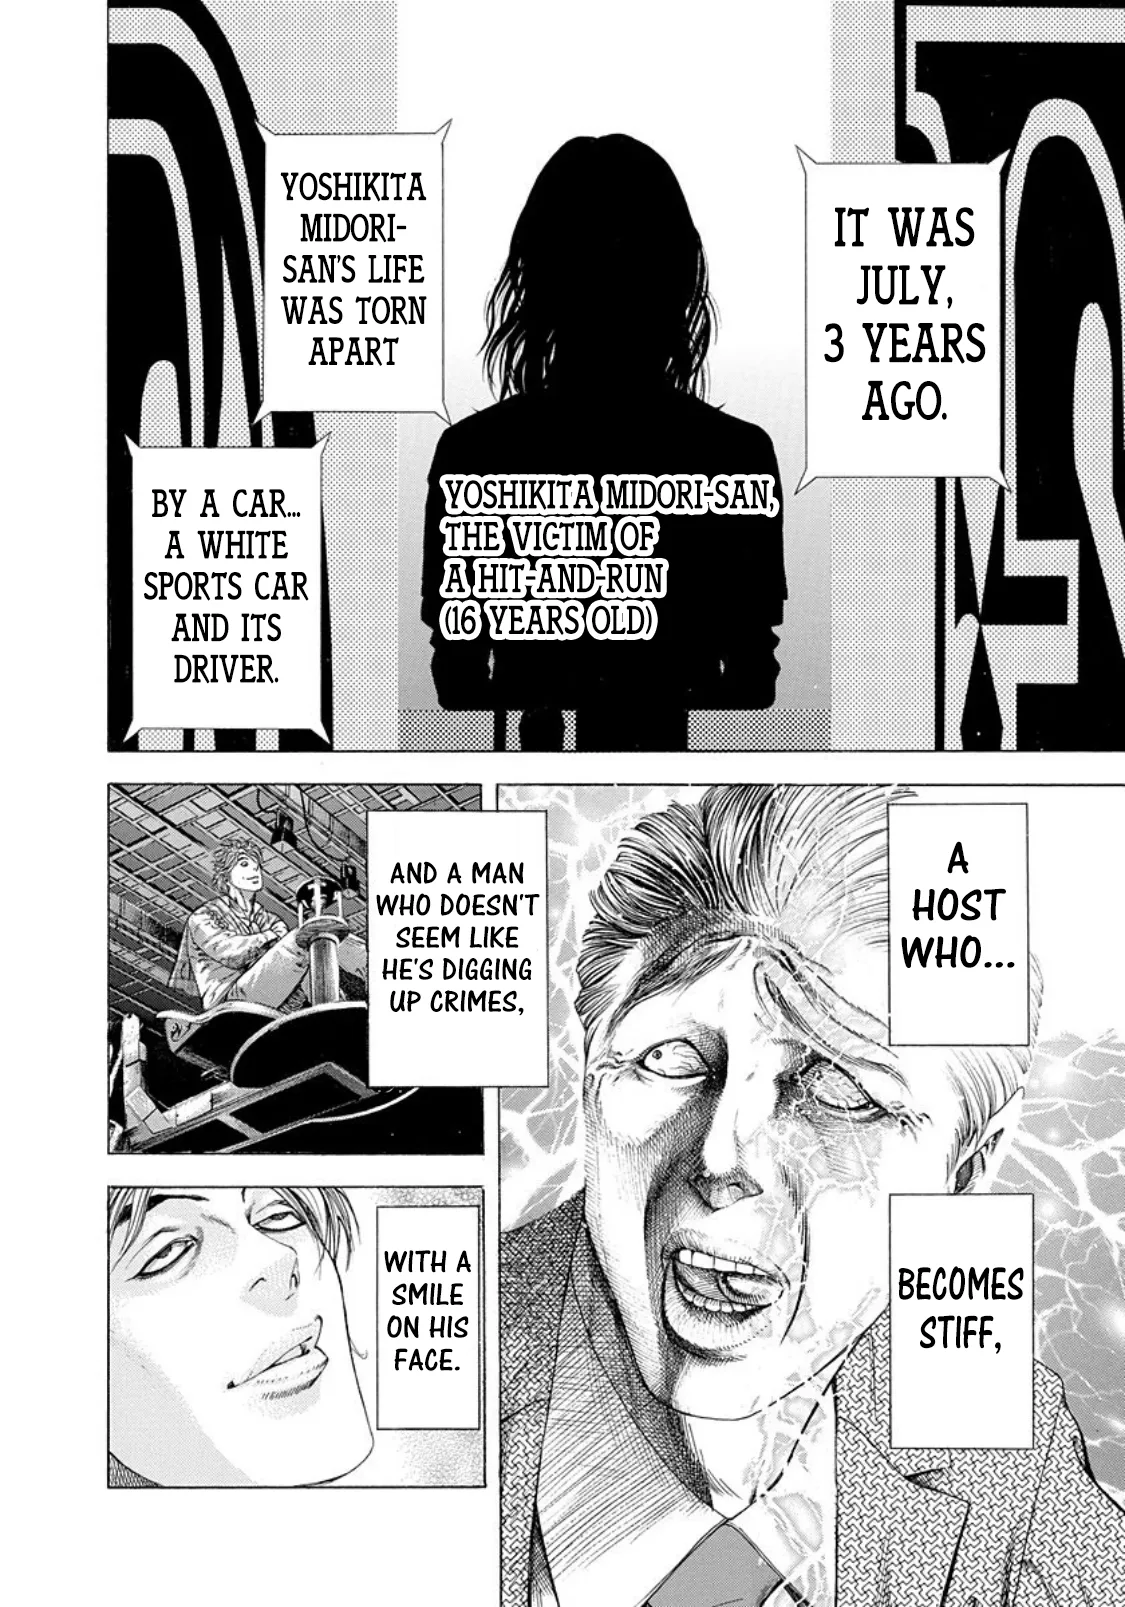 IT WAS
JULY,
3 YEARS
AGO.
YOSHIKITA
MIDORI-
SAN'S LIFE
WAS TORN
APART
YOSHIKITA MIDORI-SAN,
THE VICTIM OF
A HIT-AND-RUN
(16 YEARS OLD)
BY A CAR...
A WHITE
SPORTS CAR
AND ITS
DRIVER.
A
HOST
WHO...
BECOMES
STIFF,
AND A MAN
WHO DOESN'T
SEEM LIKE
HE'S DIGGING
UP CRIMES,
WITH A
SMILE
ON HIS
FACE.